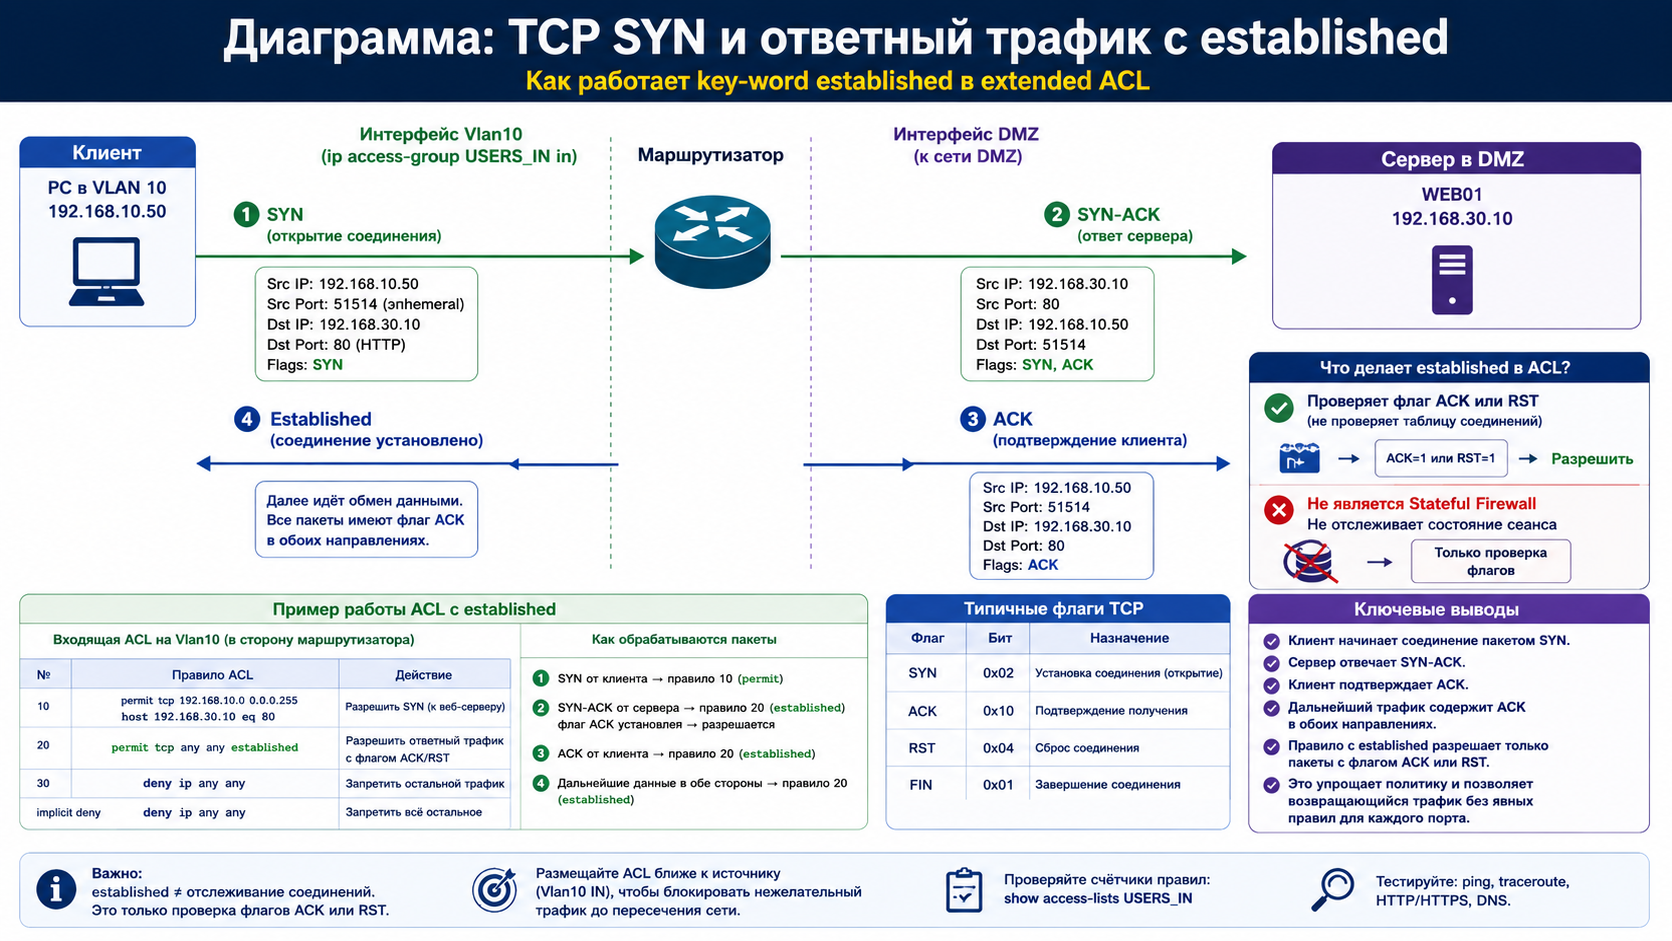 Диаграмма: TCP SYN и ответный трафик с established
Как работает key-word established в extended ACL
Клиент
PC в VLAN 10
192.168.10.50
Интерфейс Vlan10
(ip access-group USERS_IN in)
Маршрутизатор
Интерфейс DMZ
(к сети DMZ)
Сервер в DMZ
WEB01
192.168.30.10
1 SYN
(открытие соединения)
Src IP: 192.168.10.50
Src Port: 51514 (эпhemeral)
Dst IP: 192.168.30.10
Dst Port: 80 (HTTP)
Flags: SYN
2 SYN-ACK
(ответ сервера)
Src IP: 192.168.30.10
Src Port: 80
Dst IP: 192.168.10.50
Dst Port: 51514
Flags: SYN, ACK
4 Established
(соединение установлено)
Далее идёт обмен данными.
Все пакеты имеют флаг ACK
в обоих направлениях.
3 ACK
(подтверждение клиента)
Src IP: 192.168.10.50
Src Port: 51514
Dst IP: 192.168.30.10
Dst Port: 80
Flags: ACK
Что делает established в ACL?
Проверяет флаг ACK или RST
(не проверяет таблицу соединений)
ACK=1 или RST=1
Разрешить
Не является Stateful Firewall
Не отслеживает состояние сеанса
Только проверка
флагов
Пример работы ACL с established
Входящая ACL на Vlan10 (в сторону маршрутизатора)
№ Правило ACL Действие
10 permit tcp 192.168.10.0 0.0.0.255 Разрешить SYN (к веб-серверу)
host 192.168.30.10 eq 80
20 permit tcp any any established Разрешить ответный трафик
с флагом ACK/RST
30 deny ip any any Запретить остальной трафик
implicit deny deny ip any any Запретить всё остальное
Как обрабатываются пакеты
1 SYN от клиента → правило 10 (permit)
2 SYN-ACK от сервера → правило 20 (established)
флаг ACK установлея → разрешается
3 ACK от клиента → правило 20 (established)
4 Дальнейшие данные в обе стороны → правило 20
(established)
Типичные флаги TCP
Флаг Бит Назначение
SYN 0x02 Установка соединения (открытие)
ACK 0x10 Подтверждение получения
RST 0x04 Сброс соединения
FIN 0x01 Завершение соединения
Ключевые выводы
Клиент начинает соединение пакетом SYN.
Сервер отвечает SYN-ACK.
Клиент подтверждает ACK.
Дальнейший трафик содержит ACK
в обоих направлениях.
Правило с established разрешает только
пакеты с флагом ACK или RST.
Это упрощает политику и позволяет
возвращающийся трафик без явных
правил для каждого порта.
Важно:
established ≠ отслеживание соединений.
Это только проверка флагов ACK или RST.
Размещайте ACL ближе к источнику
(Vlan10 IN), чтобы блокировать нежелательный
трафик до пересечения сети.
Проверяйте счётчики правил:
show access-lists USERS_IN
Тестируйте: ping, traceroute,
HTTP/HTTPS, DNS.